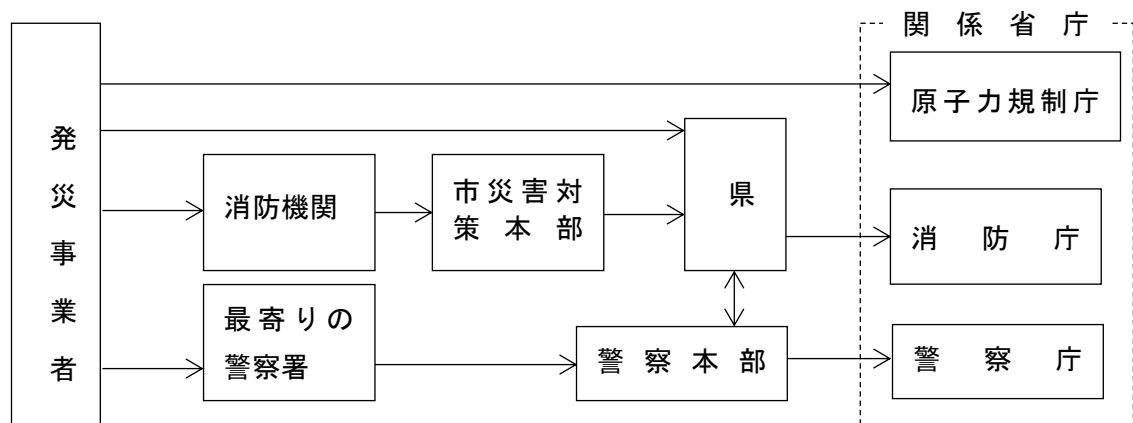 関係省庁
原子力規制庁
発災事業者
消防機関
市災害対
策本部
県
消防庁
最寄りの
警察署
警察本部
警察庁